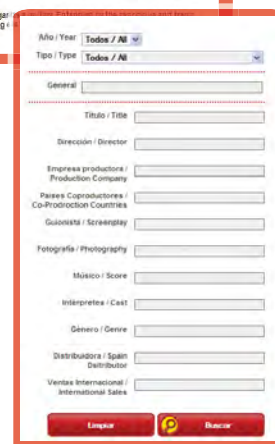 Año / Year Todos / All
Tipo / Type Todos / All
General
Título / Title
Dirección / Director
Empresa productora /
Production Company
Países Coproductores /
Co-Prodroction Countries
Guionista / Screenplay
Fotografía / Photography
Músico / Score
Intérpretes / Cast
Género / Genre
Distribuidora / Spain
Daitributor
Ventas Internacional /
International Sales
Limpiar Buscar